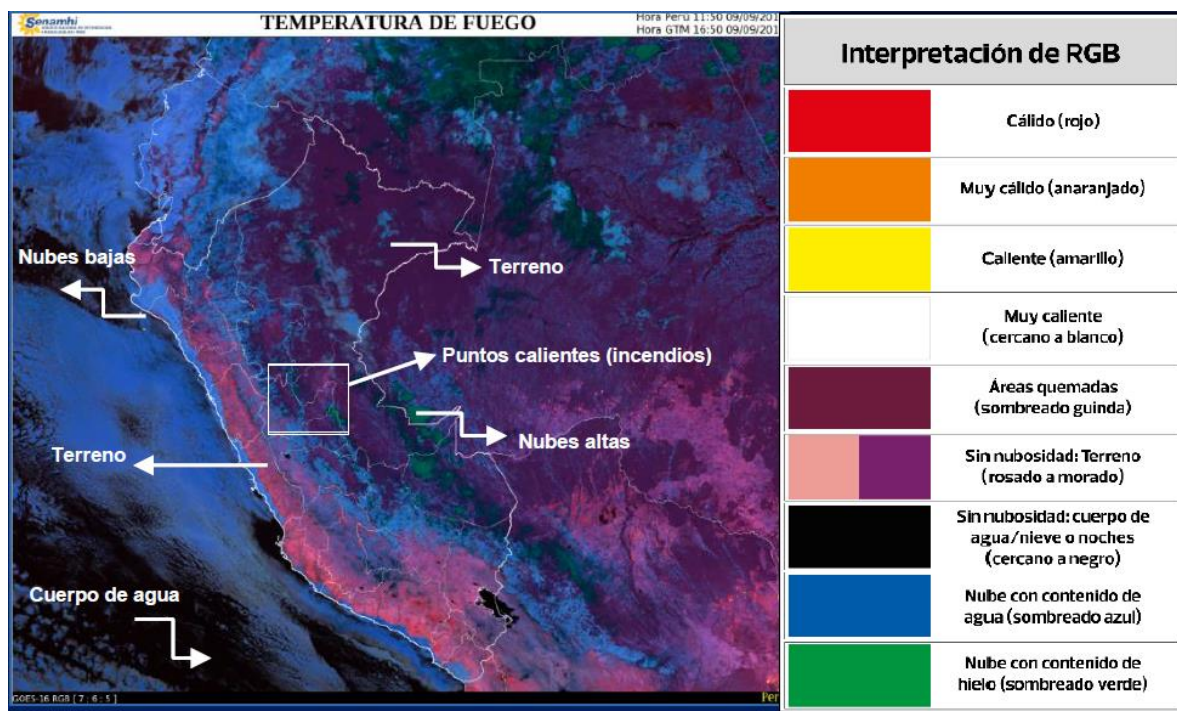 Senamhi
TEMPERATURA DE FUEGO
Hora Perú 11:50 09/09/201
Hora GTM 16:50 09/09/201
Nubes bajas
Terreno
Puntos calientes (incendios)
Nubes altas
Terreno
Cuerpo de agua
GOES-16 RGB [ 7 ; 6 ; 5 ]
Per
Interpretación de RGB
Cálido (rojo)
Muy cálido (anaranjado)
Caliente (amarillo)
Muy caliente
(cercano a blanco)
Áreas quemadas
(sombreado guinda)
Sin nubosidad: Terreno
(rosado a morado)
Sin nubosidad: cuerpo de
agua/nieve o noches
(cercano a negro)
Nube con contenido de
agua (sombreado azul)
Nube con contenido de
hielo (sombreado verde)